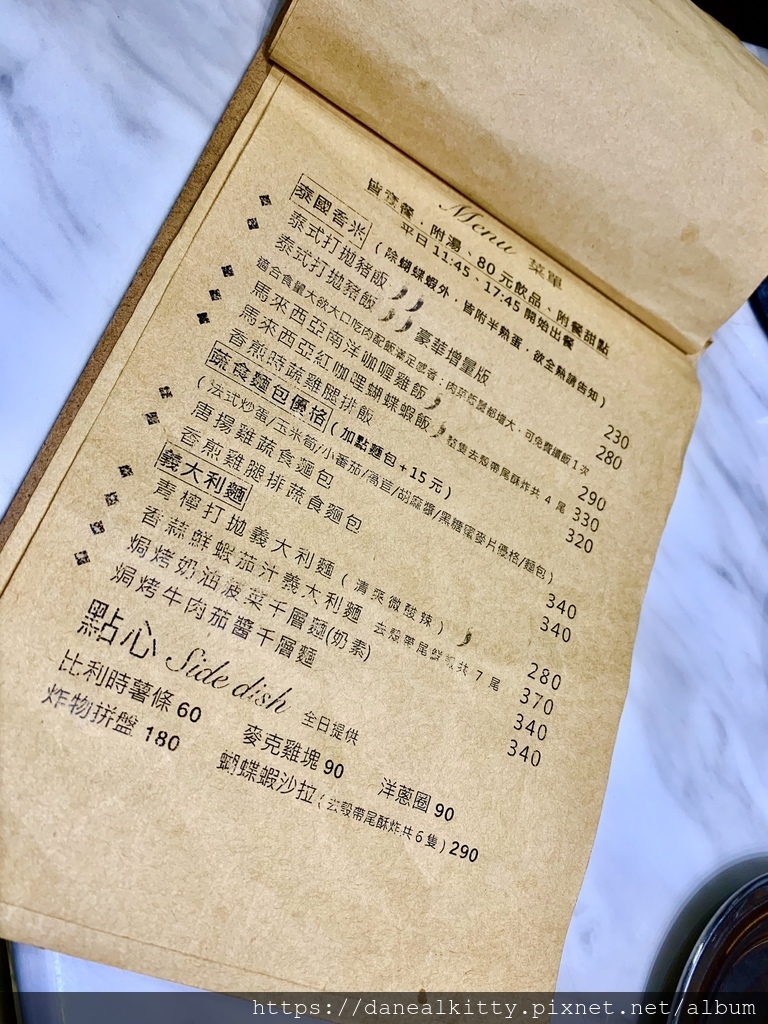 Menu 菜單
皆套餐．附湯、80元飲品、附餐甜點
平日 11:45、17:45 開始出餐
泰國香米 (除蝴蝶蝦外．皆附半熟蛋．欲全熟請告知)
泰式打拋豬飯 230
泰式打拋豬飯 豪華增量版 280
適合食量大欲大口吃肉配飯滿足感者：肉菜飯量都增大．可免費續飯1次
馬來西亞南洋咖哩雞飯 290
馬來西亞紅咖哩蝴蝶蝦飯 整隻去殼帶尾酥炸共 4 尾 330
香煎時蔬雞腿排飯 320
蔬食麵包優格 (加點麵包+15元)
(法式炒蛋/玉米筍/小番茄/萵苣/胡麻醬/黑糖蜜麥片優格/麵包)
唐揚雞蔬食麵包 340
香煎雞腿排蔬食麵包 340
義大利麵
青檸打拋義大利麵 (清爽微酸辣) 280
香蒜鮮蝦茄汁義大利麵 去殼帶尾鮮蝦共 7 尾 370
焗烤奶油菠菜千層麵(奶素) 340
焗烤牛肉茄醬千層麵 340
點心 Side dish 全日提供
比利時薯條 60 麥克雞塊 90 洋蔥圈 90
炸物拼盤 180 蝴蝶蝦沙拉 (去殼帶尾酥炸共6隻) 290
https://danealkitty.pixnet.net/album